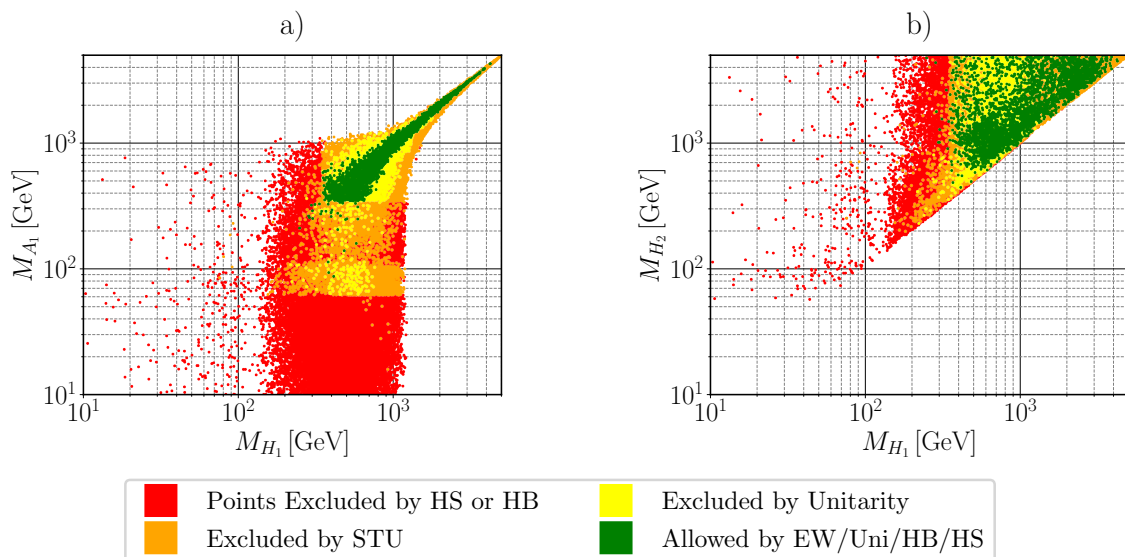 a)
b)
10^3
10^2
10^1
M_{A_1} [GeV]
10^1
10^2
10^3
M_{H_1} [GeV]
10^3
10^2
10^1
M_{H_2} [GeV]
10^1
10^2
10^3
M_{H_1} [GeV]
Points Excluded by HS or HB
Excluded by STU
Excluded by Unitarity
Allowed by EW/Uni/HB/HS